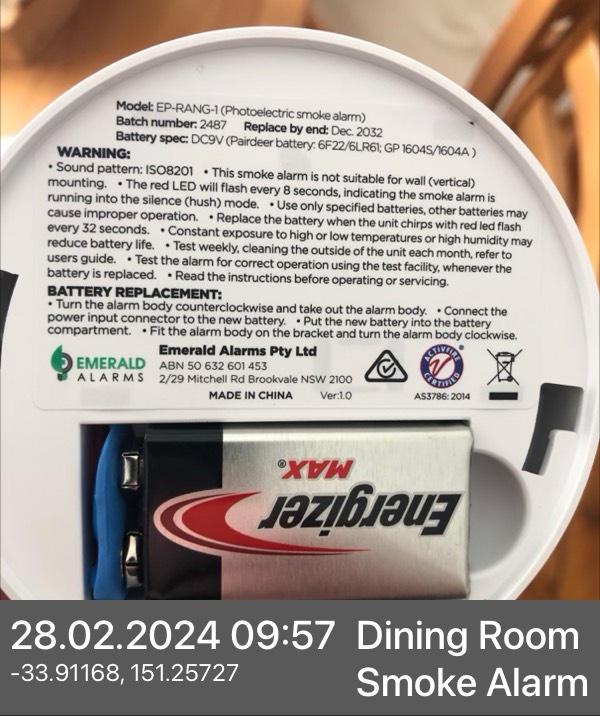 Model: EP-RANG-1 (Photoelectric smoke alarm)
Batch number: 2487 Replace by end: Dec. 2032
Battery spec: DC9V (Pairdeer battery: 6F22/6LR61; GP 1604S/1604A )
WARNING:
• Sound pattern: ISO8201 • This smoke alarm is not suitable for wall (vertical)
mounting. • The red LED will flash every 8 seconds, indicating the smoke alarm is
running into the silence (hush) mode. • Use only specified batteries, other batteries may
cause improper operation. • Replace the battery when the unit chirps with red led flash
every 32 seconds. • Constant exposure to high or low temperatures or high humidity may
reduce battery life. • Test weekly, cleaning the outside of the unit each month, refer to
users guide. • Test the alarm for correct operation using the test facility, whenever the
battery is replaced. • Read the instructions before operating or servicing.
BATTERY REPLACEMENT:
• Turn the alarm body counterclockwise and take out the alarm body. • Connect the
power input connector to the new battery. • Put the new battery into the battery
compartment. • Fit the alarm body on the bracket and turn the alarm body clockwise.
EMERALD
ALARMS
Emerald Alarms Pty Ltd
ABN 50 632 601 453
2/29 Mitchell Rd Brookvale NSW 2100
MADE IN CHINA Ver:1.0
ACTIVFIRE
CERTIFIED
AS3786: 2014
Energizer
MAX®
28.02.2024 09:57
-33.91168, 151.25727
Dining Room
Smoke Alarm